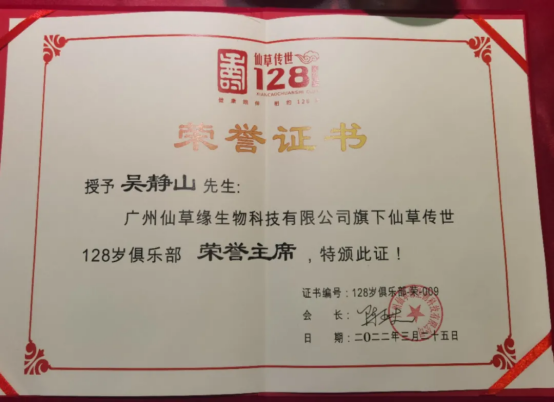 寿
仙草传世
128
荣誉证书
授予 吴静山 先生:
广州仙草缘生物科技有限公司旗下仙草传世
128岁俱乐部 荣誉主席，特颁此证！
证书编号：128岁俱乐部-荣-009
会 长：
日 期：二〇二二年三月二十五日